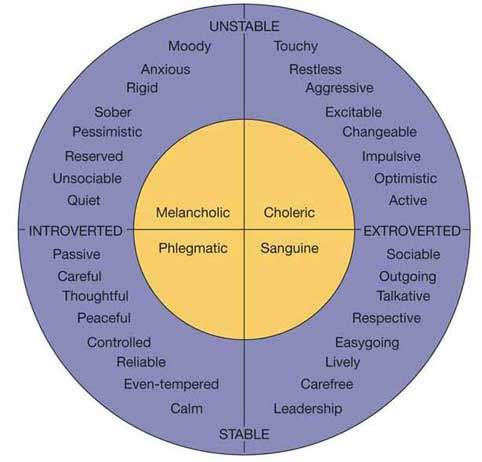 UNSTABLE
Moody
Touchy
Anxious
Restless
Rigid
Aggressive
Sober
Excitable
Pessimistic
Changeable
Reserved
Impulsive
Unsociable
Optimistic
Quiet
Active
Melancholic
Choleric
INTROVERTED
EXTROVERTED
Phlegmatic
Sanguine
Passive
Sociable
Careful
Outgoing
Thoughtful
Talkative
Peaceful
Respective
Controlled
Easygoing
Reliable
Lively
Even-tempered
Carefree
Calm
Leadership
STABLE